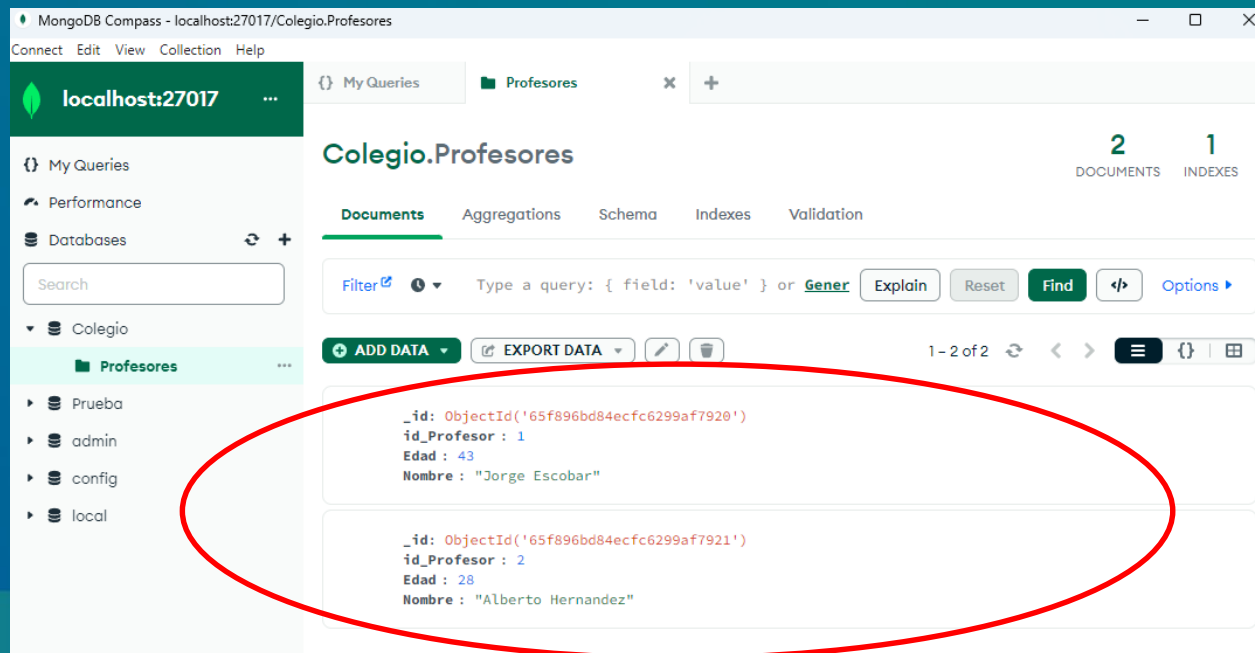 MongoDB Compass - localhost:27017/Colegio.Profesores
Connect Edit View Collection Help
localhost:27017 ...
{} My Queries
Profesores
My Queries
Performance
Databases
Search
Colegio
Profesores ...
Prueba
admin
config
local
Colegio.Profesores
2
DOCUMENTS
1
INDEXES
Documents Aggregations Schema Indexes Validation
Filter Type a query: { field: 'value' } or Gener Explain Reset Find </> Options
ADD DATA EXPORT DATA 1 – 2 of 2 {}
_id: ObjectId('65f896bd84ecfc6299af7920')
id_Profesor : 1
Edad : 43
Nombre : "Jorge Escobar"
_id: ObjectId('65f896bd84ecfc6299af7921')
id_Profesor : 2
Edad : 28
Nombre : "Alberto Hernandez"